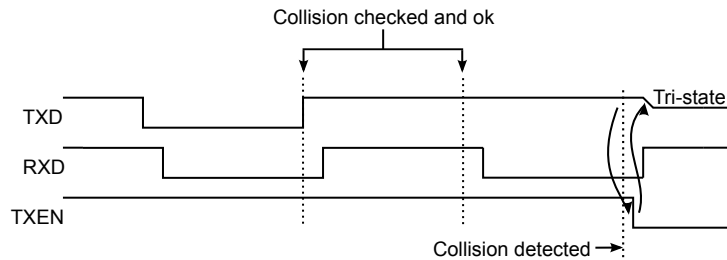 Collision checked and ok
Tri-state
TXD
RXD
TXEN
Collision detected